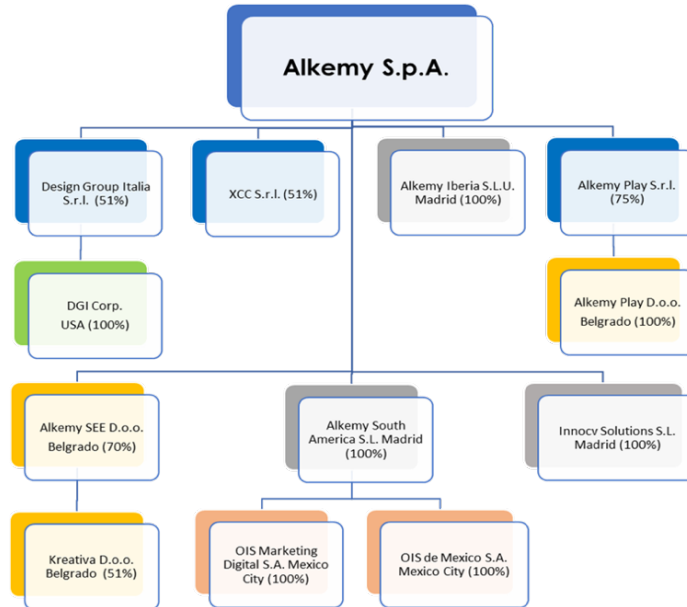 Alkemy S.p.A.
Design Group Italia
S.r.l. (51%)
XCC S.r.l. (51%)
Alkemy Iberia S.L.U.
Madrid (100%)
Alkemy Play S.r.l.
(75%)
DGI Corp.
USA (100%)
Alkemy Play D.o.o.
Belgrado (100%)
Alkemy SEE D.o.o.
Belgrado (70%)
Alkemy South
America S.L. Madrid
(100%)
Innocv Solutions S.L.
Madrid (100%)
Kreativa D.o.o.
Belgrado (51%)
OIS Marketing
Digital S.A. Mexico
City (100%)
OIS de Mexico S.A.
Mexico City (100%)